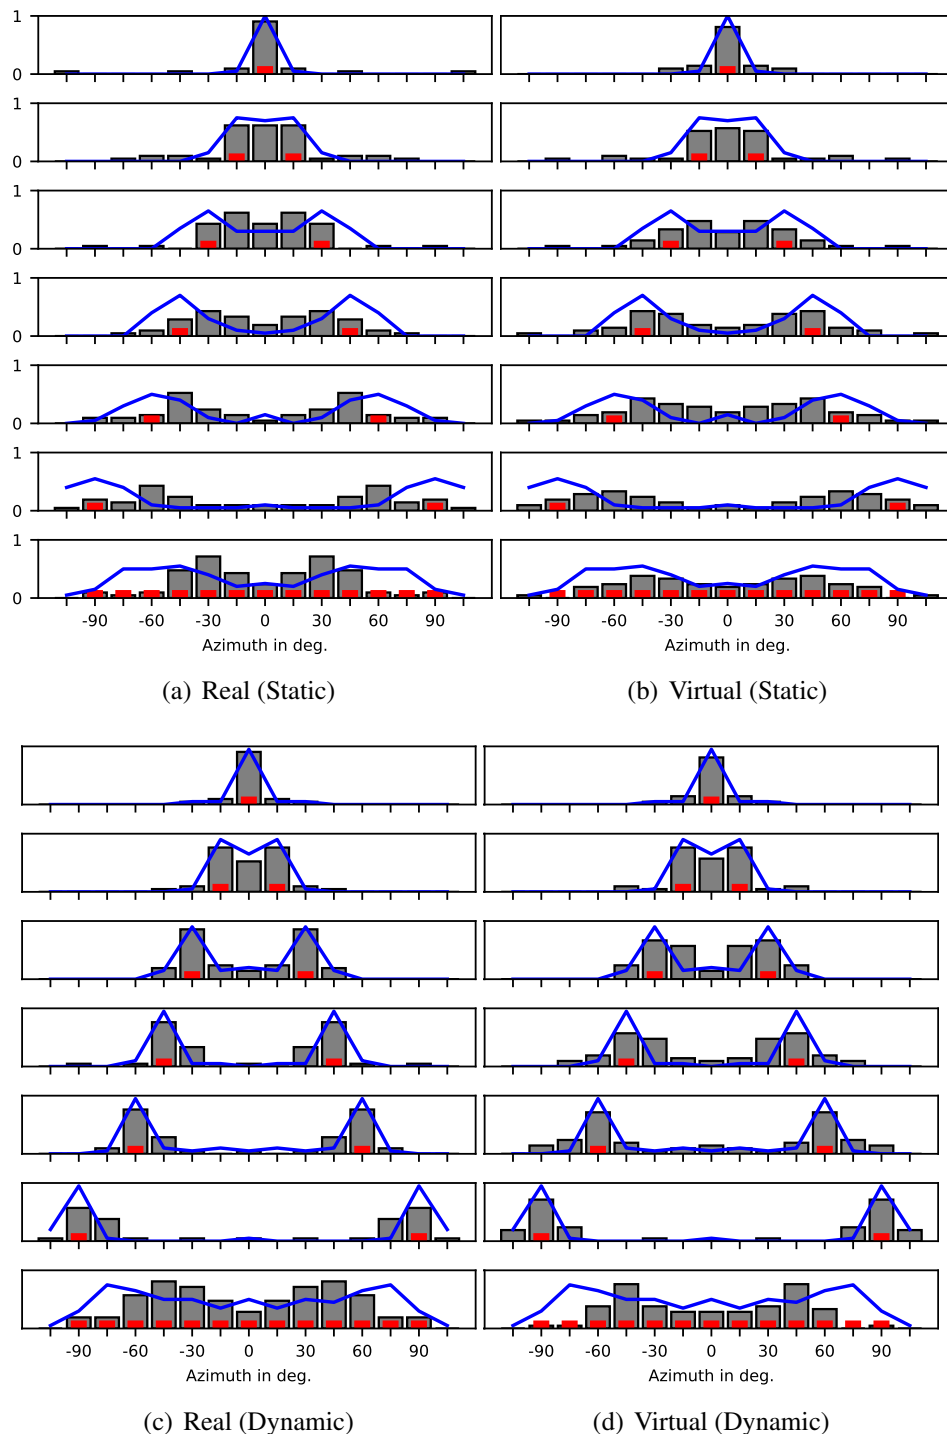 1
0
1
0
1
0
1
0
1
0
1
0
1
0
-90 -60 -30 0 30 60 90 -90 -60 -30 0 30 60 90
Azimuth in deg. Azimuth in deg.
(a) Real (Static) (b) Virtual (Static)
-90 -60 -30 0 30 60 90 -90 -60 -30 0 30 60 90
Azimuth in deg. Azimuth in deg.
(c) Real (Dynamic) (d) Virtual (Dynamic)